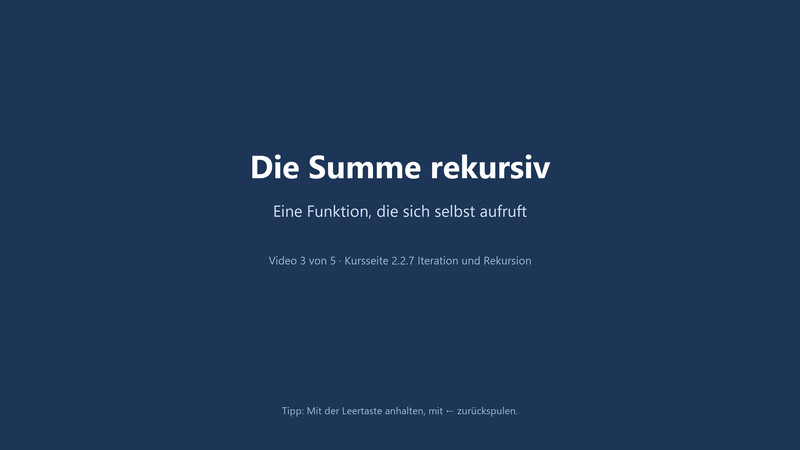 Die Summe rekursiv
Eine Funktion, die sich selbst aufruft
Video 3 von 5 · Kursseite 2.2.7 Iteration und Rekursion
Tipp: Mit der Leertaste anhalten, mit ← zurückspulen.